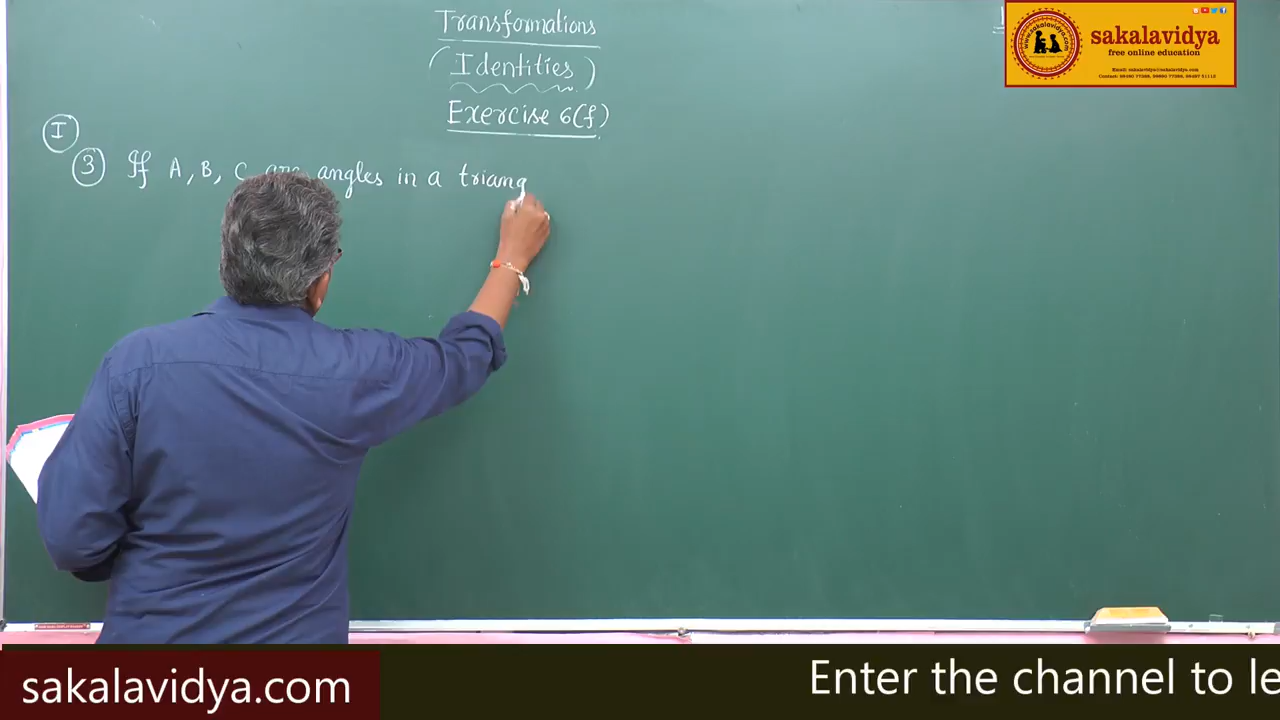 Transformations
(Identities)
Exercise 6(f)
I
3 If A, B, C are angles in a triang
sakalavidya
free online education
sakalavidya.com
Enter the channel to le